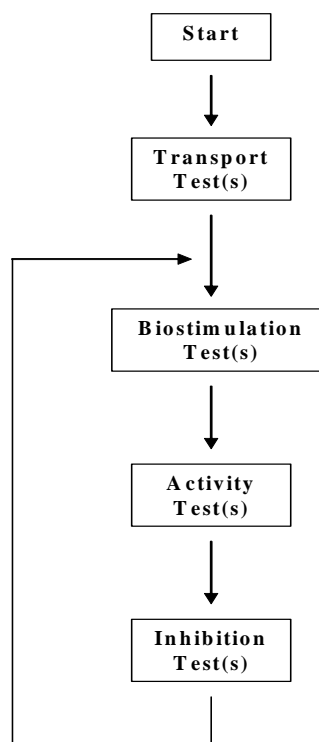 Start
Transport
Test(s)
Biostimulation
Test(s)
Activity
Test(s)
Inhibition
Test(s)